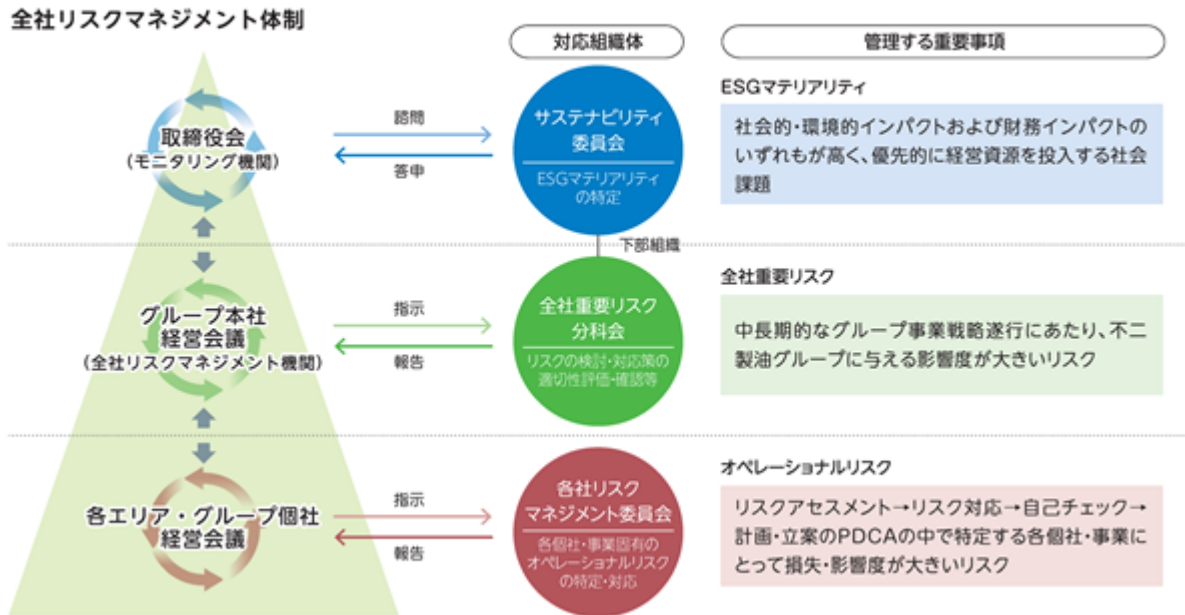 全社リスクマネジメント体制
対応組織体
管理する重要事項
取締役会
(モニタリング機関)
諮問
答申
サステナビリティ
委員会
ESGマテリアリティ
の特定
ESGマテリアリティ
社会的・環境的インパクトおよび財務インパクトの
いずれもが高く、優先的に経営資源を投入する社会
課題
下部組織
グループ本社
経営会議
(全社リスクマネジメント機関)
指示
報告
全社重要リスク
分科会
リスクの検討・対応策の
適切性評価・確認等
全社重要リスク
中長期的なグループ事業戦略遂行にあたり、不二
製油グループに与える影響度が大きいリスク
各エリア・グループ個社
経営会議
指示
報告
各社リスク
マネジメント委員会
各個社・事業固有の
オペレーショナルリスク
の特定・対応
オペレーショナルリスク
リスクアセスメント→リスク対応→自己チェック→
計画・立案のPDCAの中で特定する各個社・事業に
とって損失・影響度が大きいリスク